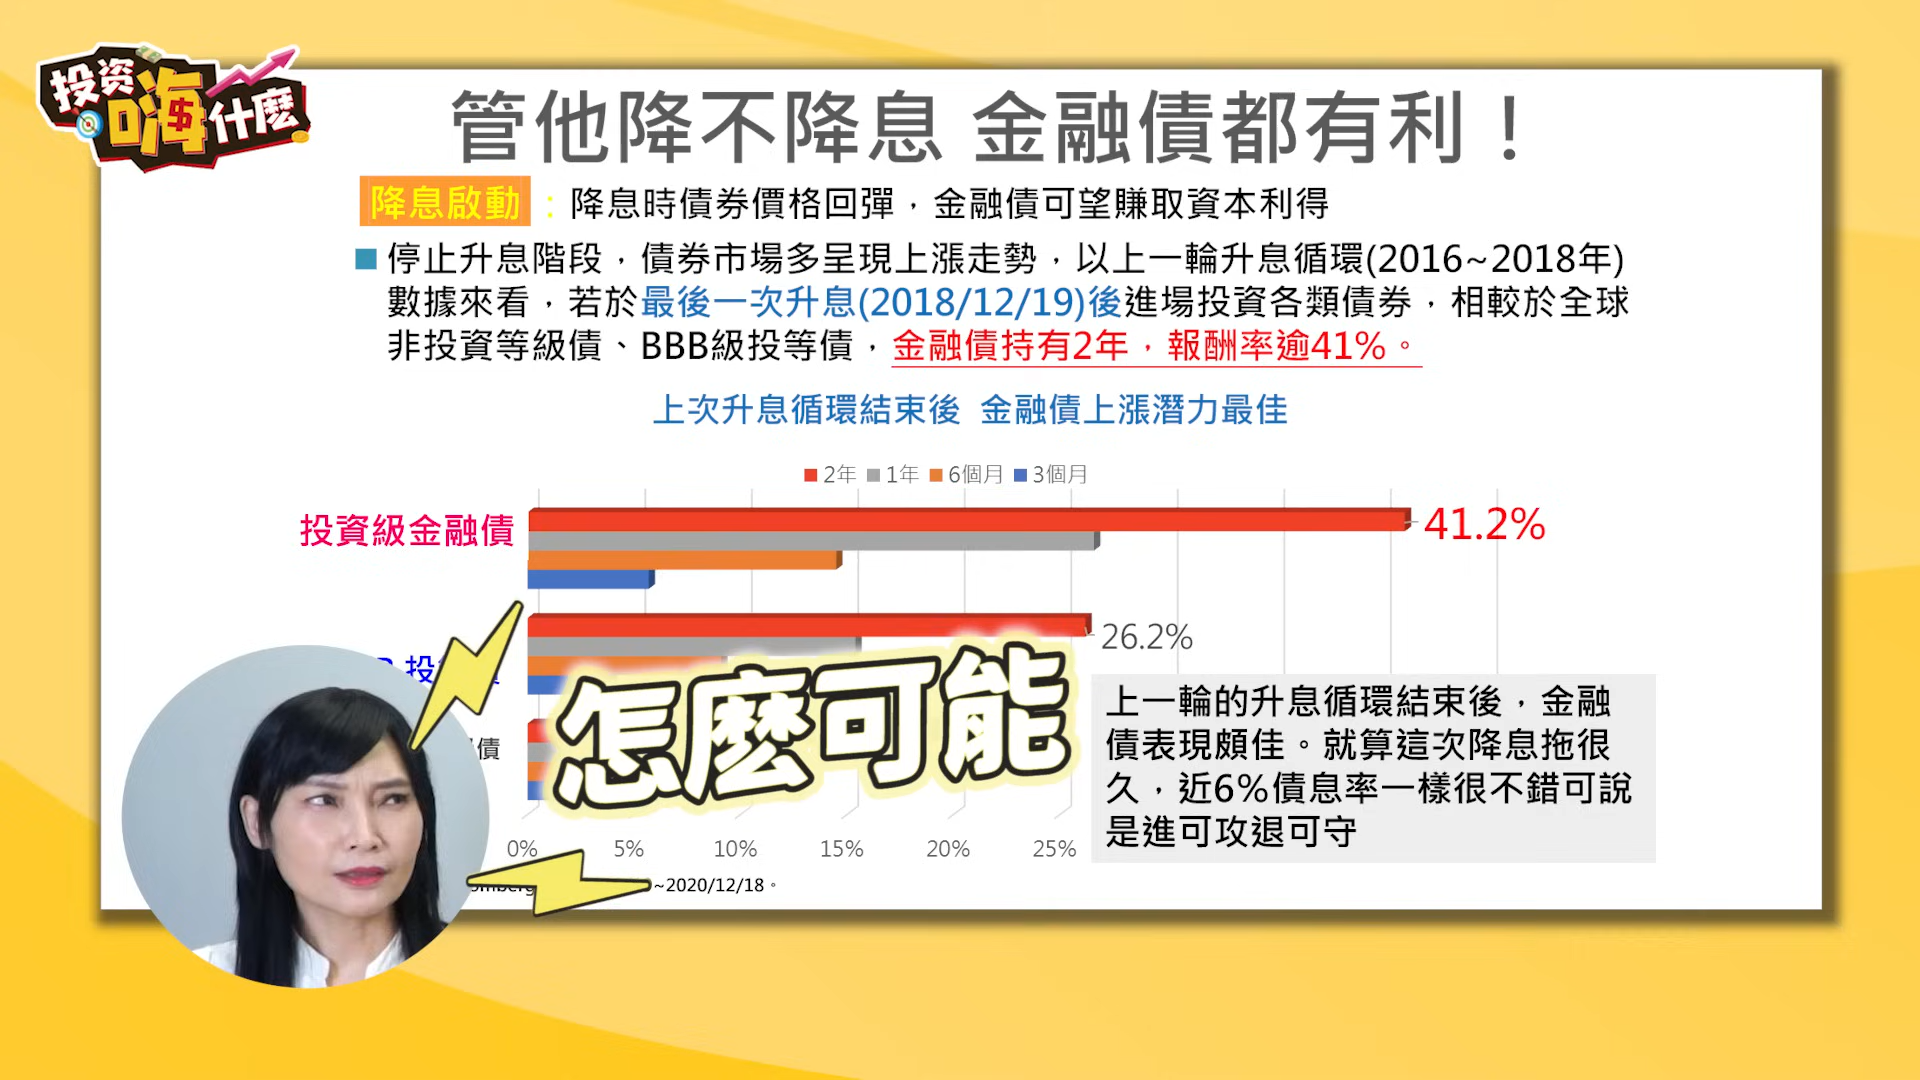 投资
嗨
什麼
管他降不降息 金融債都有利！
降息啟動：降息時債券價格回彈，金融債可望賺取資本利得
停止升息階段，債券市場多呈現上漲走勢，以上一輪升息循環(2016~2018年)
數據來看，若於最後一次升息(2018/12/19)後進場投資各類債券，相較於全球
非投資等級債、BBB級投等債，金融債持有2年，報酬率逾41%。
上次升息循環結束後 金融債上漲潛力最佳
2年 1年 6個月 3個月
投資級金融債
41.2%
26.2%
投
債
怎麼可能
上一輪的升息循環結束後，金融
債表現頗佳。就算這次降息拖很
久，近6%債息率一樣很不錯可說
是進可攻退可守
0% 5% 10% 15% 20% 25%
~2020/12/18。